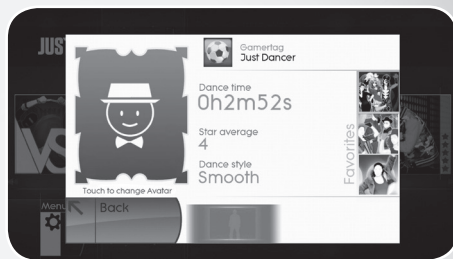 JUS
Gamertag
Just Dancer
Dance time
0h2m52s
Star average
4
Dance style
Smooth
Favorites
Touch to change Avatar
VS
Menu
Back